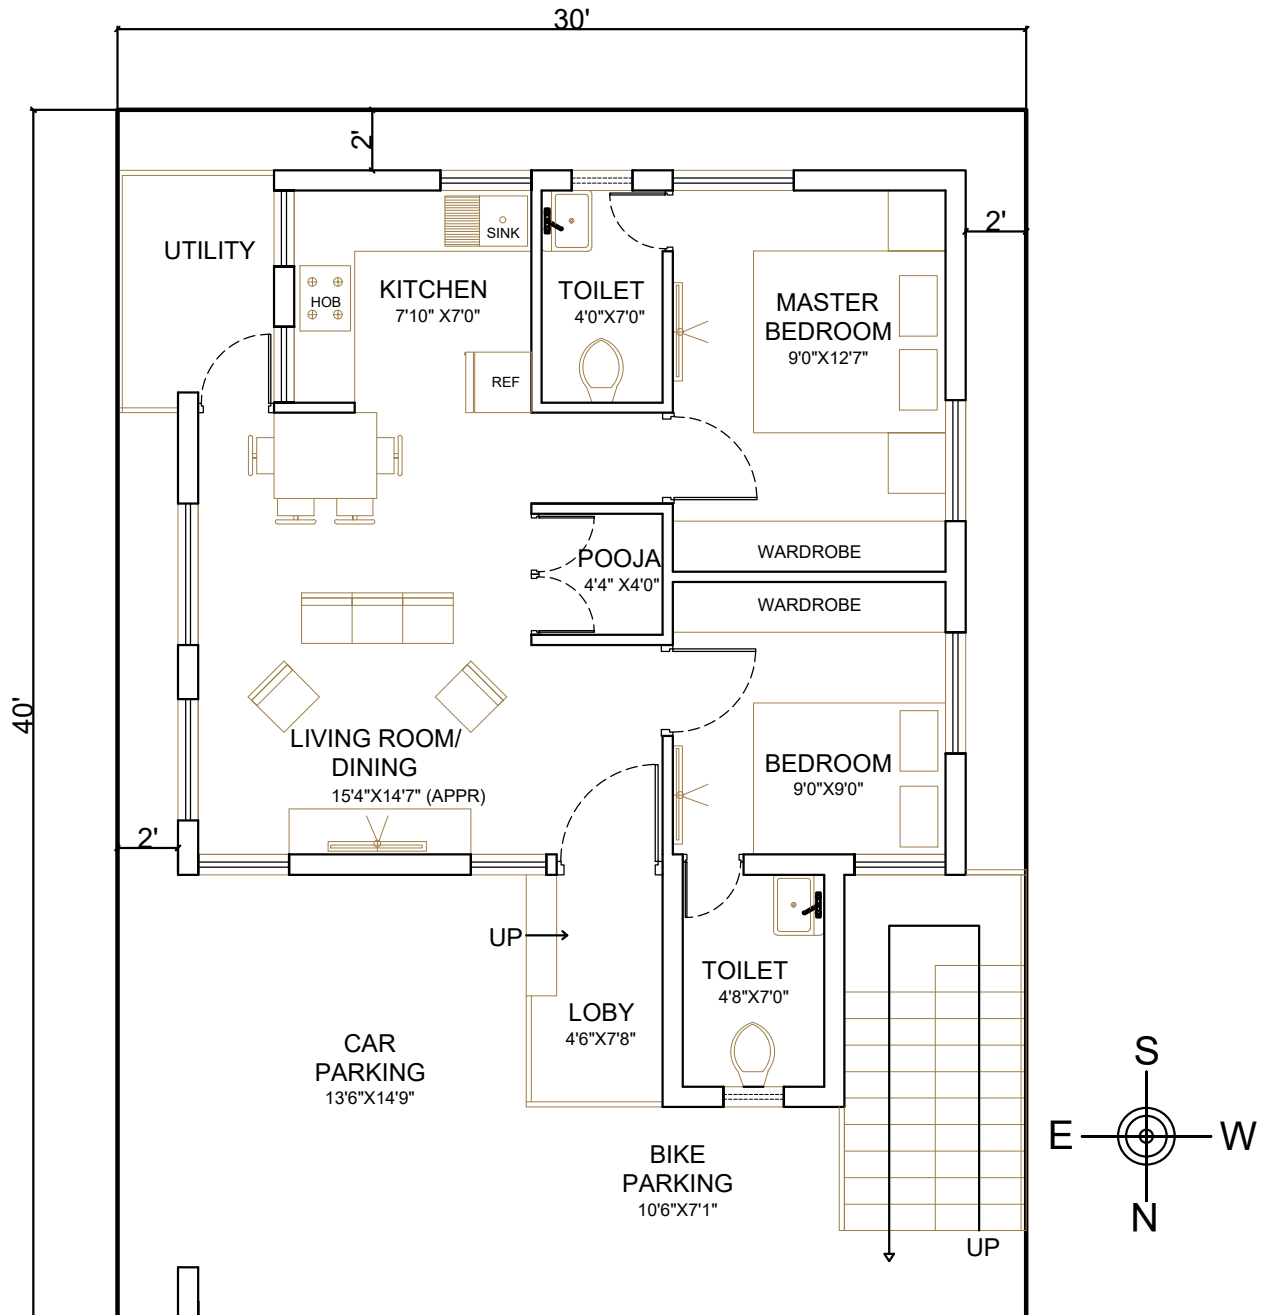 30'
2'
2'
UTILITY
SINK
HOB
KITCHEN
7'10" X7'0"
REF
TOILET
4'0"X7'0"
MASTER
BEDROOM
9'0"X12'7"
WARDROBE
POOJA
4'4" X4'0"
WARDROBE
40'
LIVING ROOM/
DINING
15'4"X14'7" (APPR)
BEDROOM
9'0"X9'0"
2'
UP
LOBY
4'6"X7'8"
TOILET
4'8"X7'0"
CAR
PARKING
13'6"X14'9"
BIKE
PARKING
10'6"X7'1"
UP
S
E
W
N